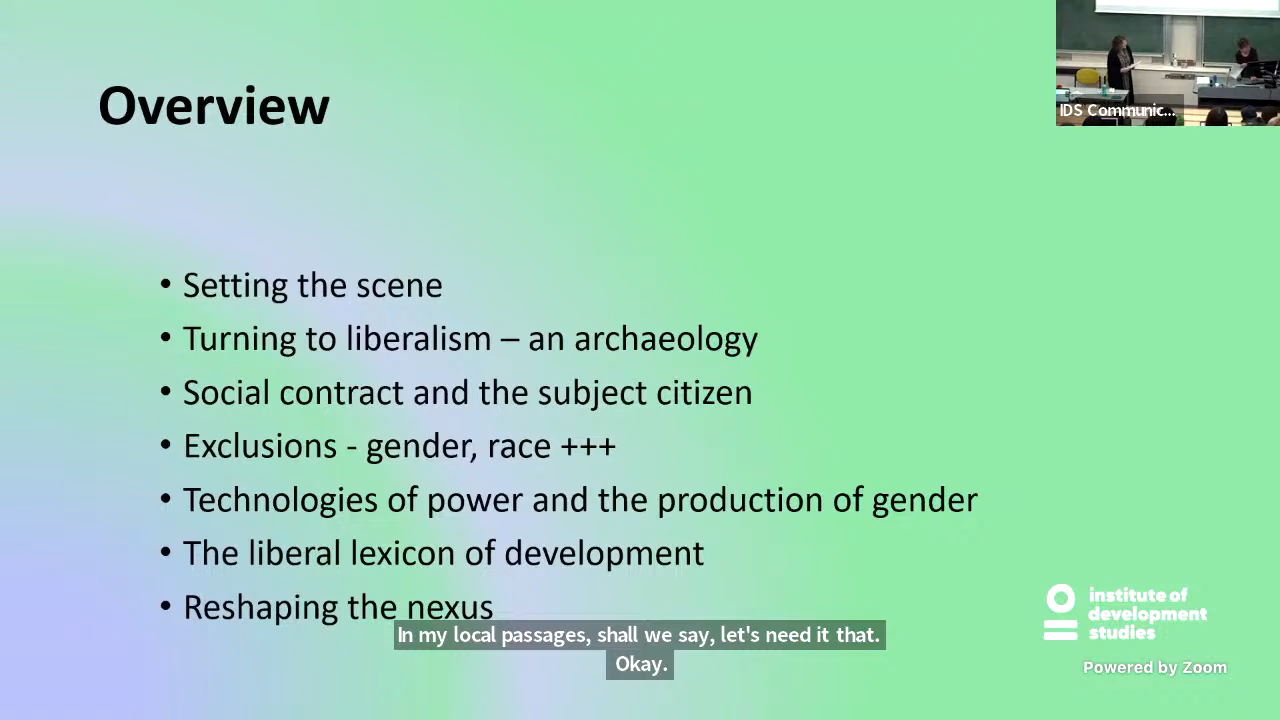 Overview
IDS Communic...
• Setting the scene
• Turning to liberalism – an archaeology
• Social contract and the subject citizen
• Exclusions - gender, race +++
• Technologies of power and the production of gender
• The liberal lexicon of development
• Reshaping the nexus
In my local passages, shall we say, let's need it that.
Okay.
institute of
development
studies
Powered by Zoom